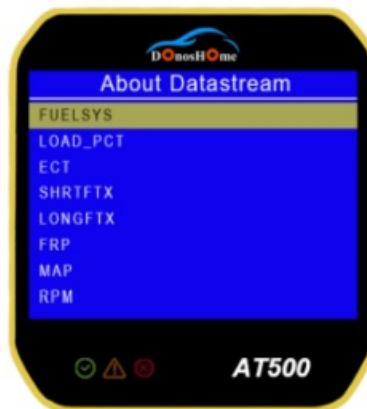 DOnosHOme
About Datastream
FUELSYS
LOAD_PCT
ECT
SHRTFTX
LONGFTX
FRP
MAP
RPM
AT500